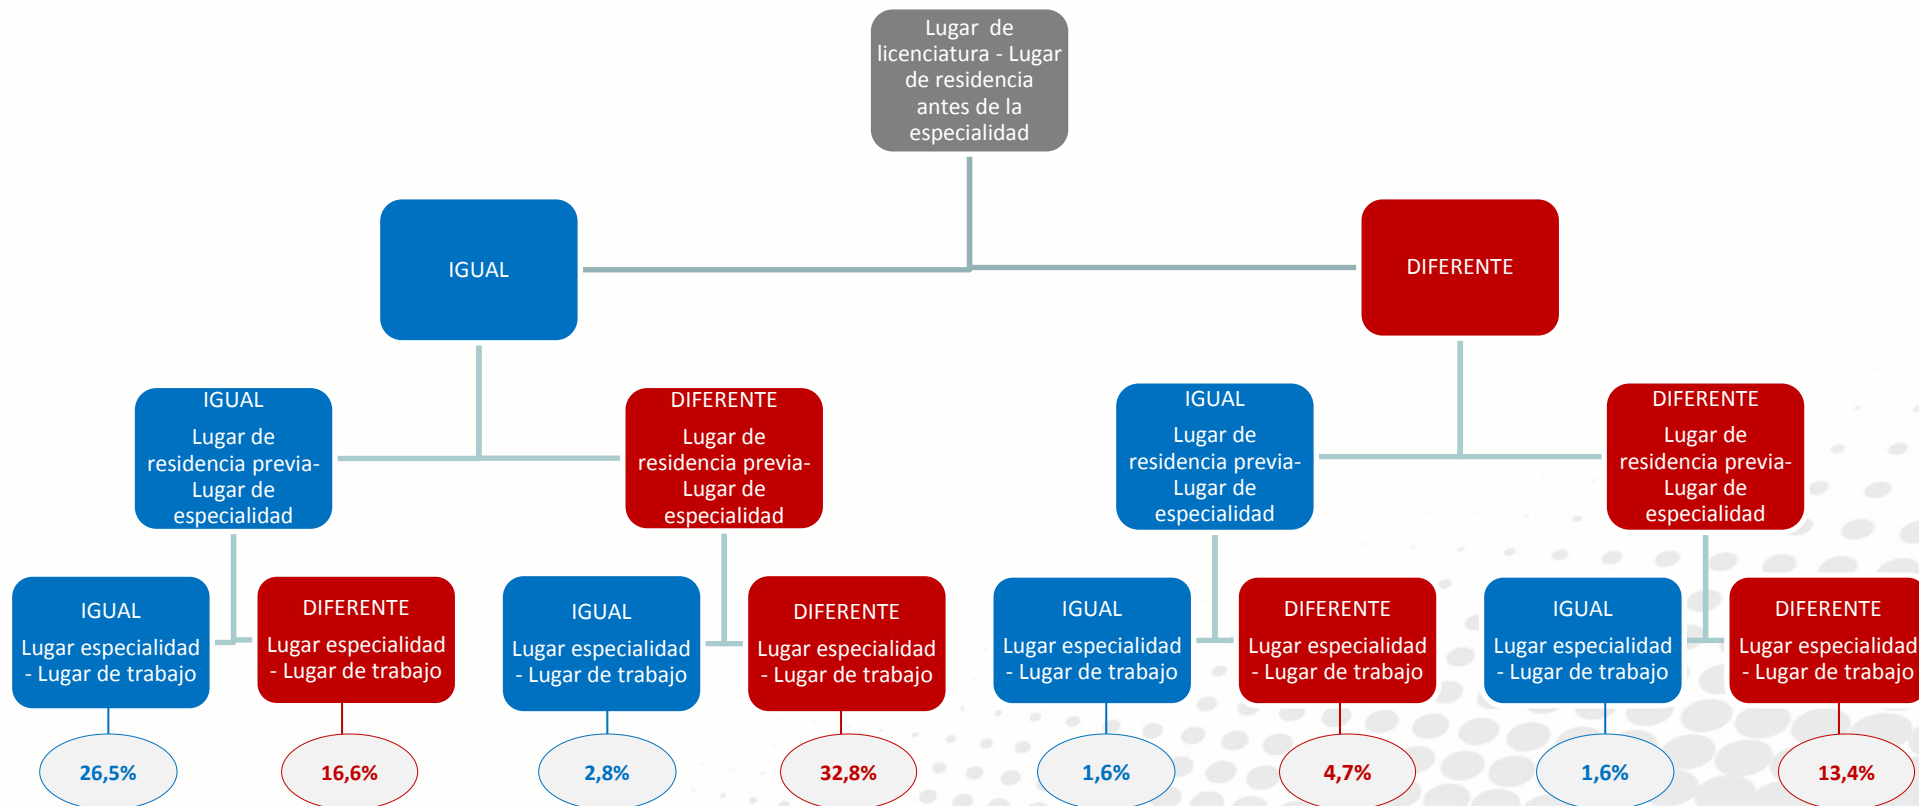 Lugar de
licenciatura - Lugar
de residencia
antes de la
especialidad
IGUAL
DIFERENTE
IGUAL
Lugar de
residencia previa-
Lugar de
especialidad
DIFERENTE
Lugar de
residencia previa-
Lugar de
especialidad
IGUAL
Lugar de
residencia previa-
Lugar de
especialidad
DIFERENTE
Lugar de
residencia previa-
Lugar de
especialidad
IGUAL
Lugar especialidad
- Lugar de trabajo
DIFERENTE
Lugar especialidad
- Lugar de trabajo
IGUAL
Lugar especialidad
- Lugar de trabajo
DIFERENTE
Lugar especialidad
- Lugar de trabajo
IGUAL
Lugar especialidad
- Lugar de trabajo
DIFERENTE
Lugar especialidad
- Lugar de trabajo
IGUAL
Lugar especialidad
- Lugar de trabajo
DIFERENTE
Lugar especialidad
- Lugar de trabajo
26,5%
16,6%
2,8%
32,8%
1,6%
4,7%
1,6%
13,4%